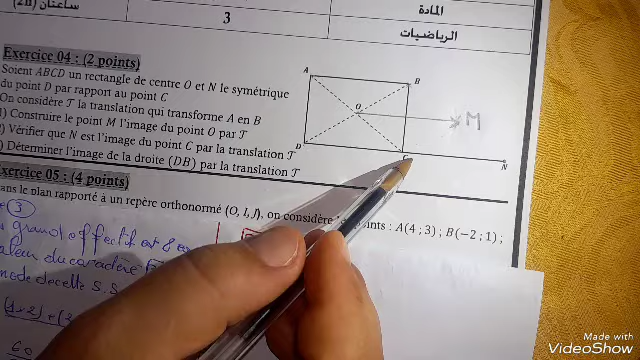 ساعتان (2h)
3
المادة
الرياضيات
Exercice 04 : (2 points)
Soient ABCD un rectangle de centre O et N le symétrique
du point D par rapport au point C
On considère T la translation qui transforme A en B
) Construire le point M l'image du point O par T
) Vérifier que N est l'image du point C par la translation T
) Déterminer l'image de la droite (DB) par la translation T
A
B
O
M
D
C
N
xercice 05 : (4 points)
ans le plan rapporté à un repère orthonormé (O, I, J), on considère points : A(4 ; 3) ; B(−2 ; 1) ;
3
Made with
VideoShow